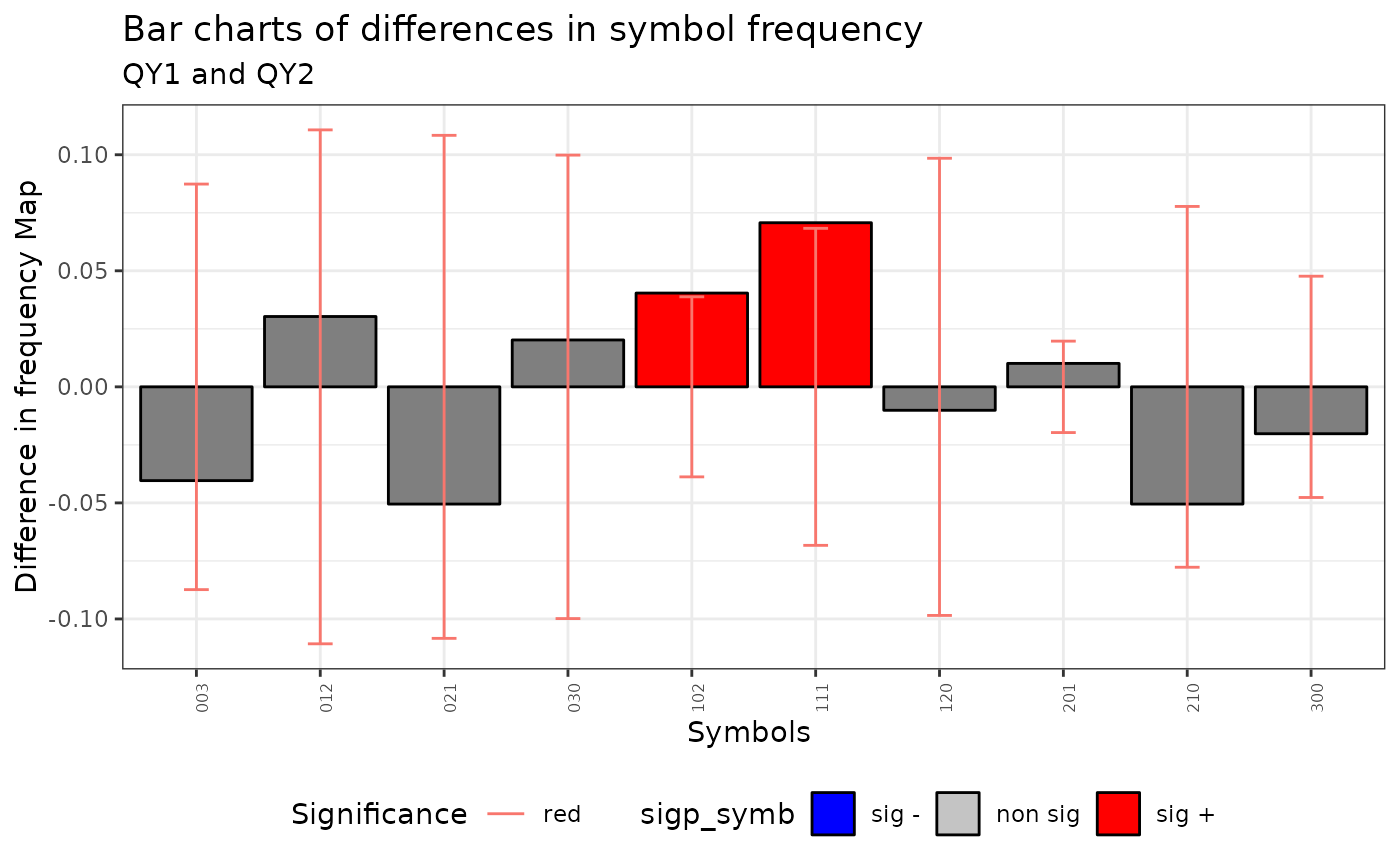 Bar charts of differences in symbol frequency
QY1 and QY2
Difference in frequency Map
0.10
0.05
0.00
-0.05
-0.10
003 012 021 030 102 111 120 201 210 300
Symbols
Significance red sigp_symb sig - non sig sig +